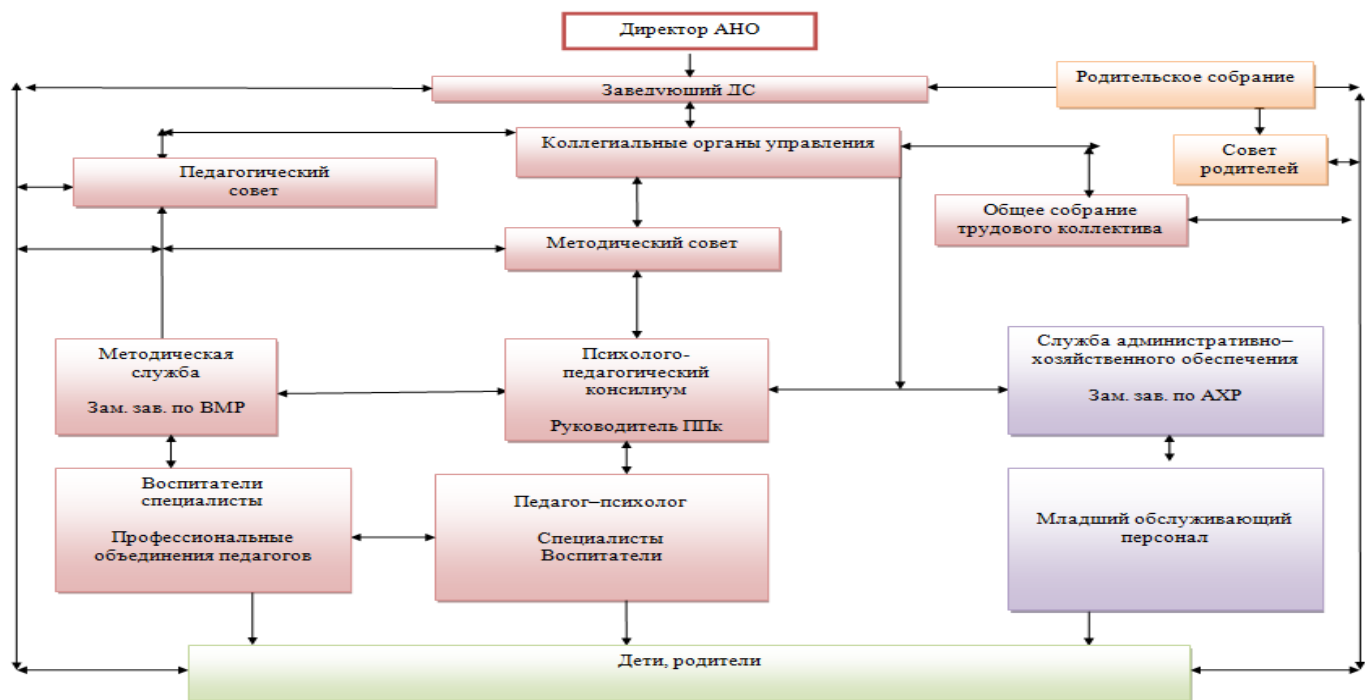 Директор АНО
Заведующий ДС
Родительское собрание
Коллегиальные органы управления
Совет
родителей
Педагогический
совет
Общее собрание
трудового коллектива
Методический совет
Методическая
служба
Зам. зав. по ВМР
Психолого-
педагогический
консилиум
Руководитель ППк
Служба административно–
хозяйственного обеспечения
Зам. зав. по АХР
Воспитатели
специалисты
Профессиональные
объединения педагогов
Педагог–психолог
Специалисты
Воспитатели
Младший обслуживающий
персонал
Дети, родители